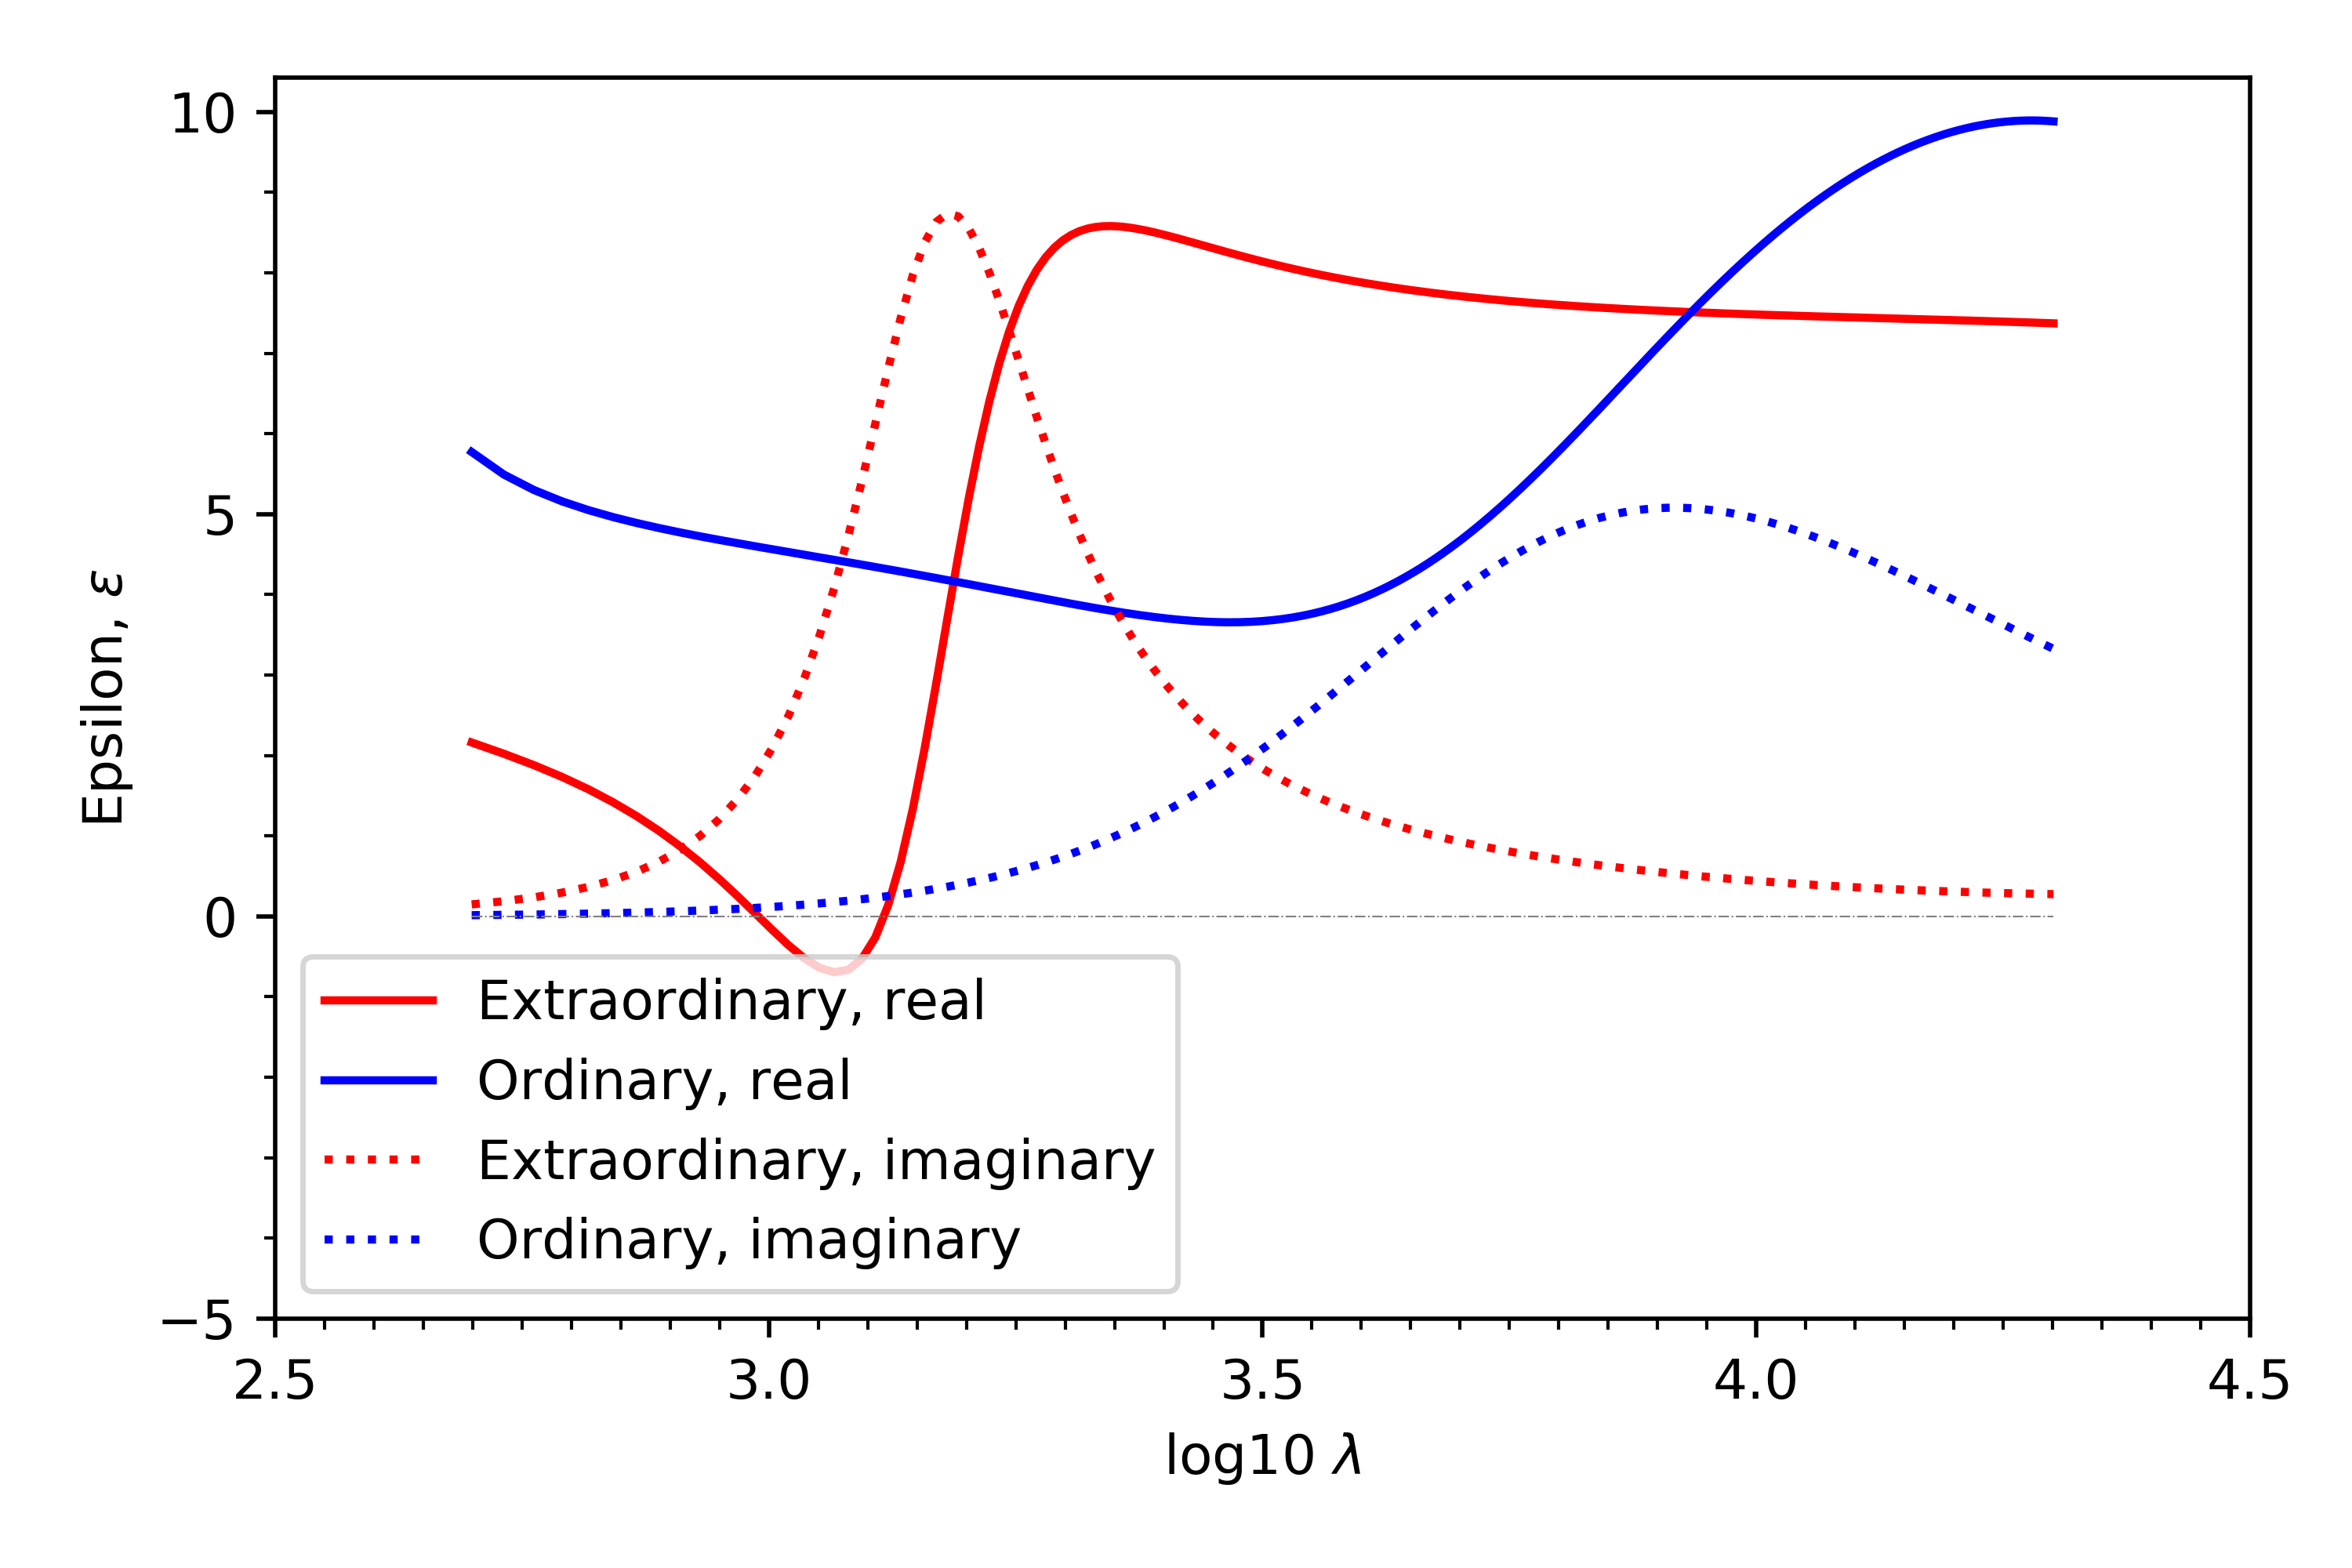 10
5
0
−5
Epsilon, ε
Extraordinary, real
Ordinary, real
Extraordinary, imaginary
Ordinary, imaginary
2.5 3.0 3.5 4.0 4.5
log10 λ